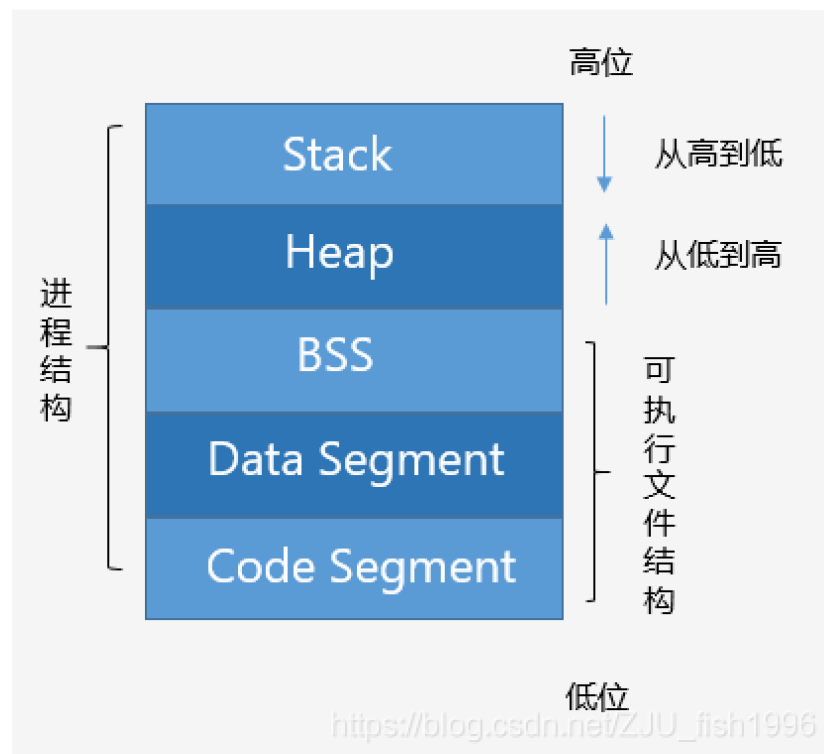 高位
Stack
从高到低
Heap
从低到高
进程结构
BSS
可执行文件结构
Data Segment
Code Segment
低位
https://blog.csdn.net/ZJU_fish1996